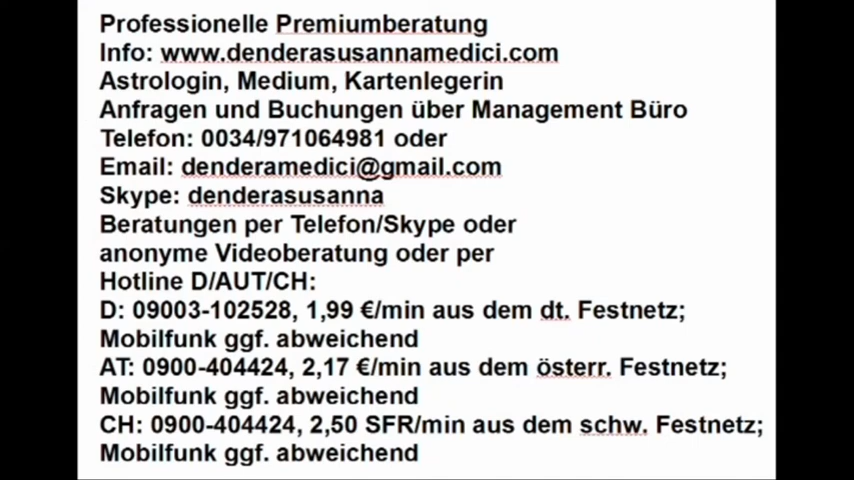 Professionelle Premiumberatung
Info: www.denderasusannamedici.com
Astrologin, Medium, Kartenlegerin
Anfragen und Buchungen über Management Büro
Telefon: 0034/971064981 oder
Email: denderamedici@gmail.com
Skype: denderasusanna
Beratungen per Telefon/Skype oder
anonyme Videoberatung oder per
Hotline D/AUT/CH:
D: 09003-102528, 1,99 €/min aus dem dt. Festnetz;
Mobilfunk ggf. abweichend
AT: 0900-404424, 2,17 €/min aus dem österr. Festnetz;
Mobilfunk ggf. abweichend
CH: 0900-404424, 2,50 SFR/min aus dem schw. Festnetz;
Mobilfunk ggf. abweichend